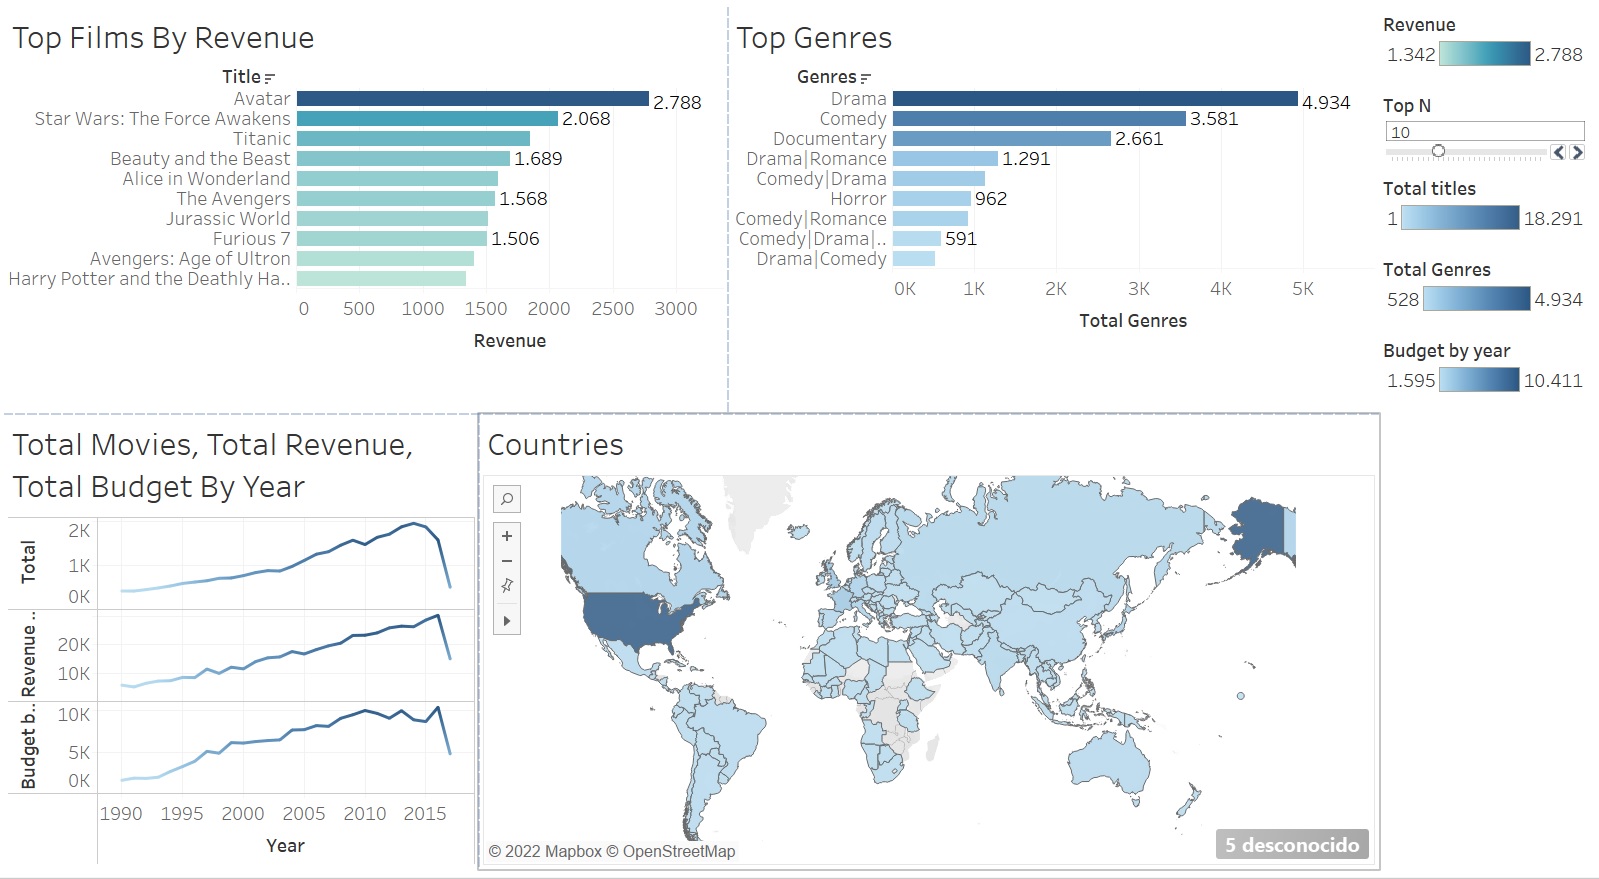 Top Films By Revenue
Title
Avatar
2.788
Star Wars: The Force Awakens
2.068
Titanic
Beauty and the Beast
1.689
Alice in Wonderland
The Avengers
1.568
Jurassic World
Furious 7
1.506
Avengers: Age of Ultron
Harry Potter and the Deathly Ha..
0 500 1000 1500 2000 2500 3000
Revenue
Top Genres
Genres
Drama
4.934
Comedy
3.581
Documentary
2.661
Drama|Romance
1.291
Comedy|Drama
Horror
962
Comedy|Romance
Comedy|Drama|..
591
Drama|Comedy
0K 1K 2K 3K 4K 5K
Total Genres
Revenue
1.342 2.788
Top N
10
Total titles
1 18.291
Total Genres
528 4.934
Budget by year
1.595 10.411
Total Movies, Total Revenue,
Total Budget By Year
Total
2K
1K
0K
Revenue ..
20K
10K
Budget b..
10K
5K
0K
1990 1995 2000 2005 2010 2015
Year
Countries
© 2022 Mapbox © OpenStreetMap
5 desconocido